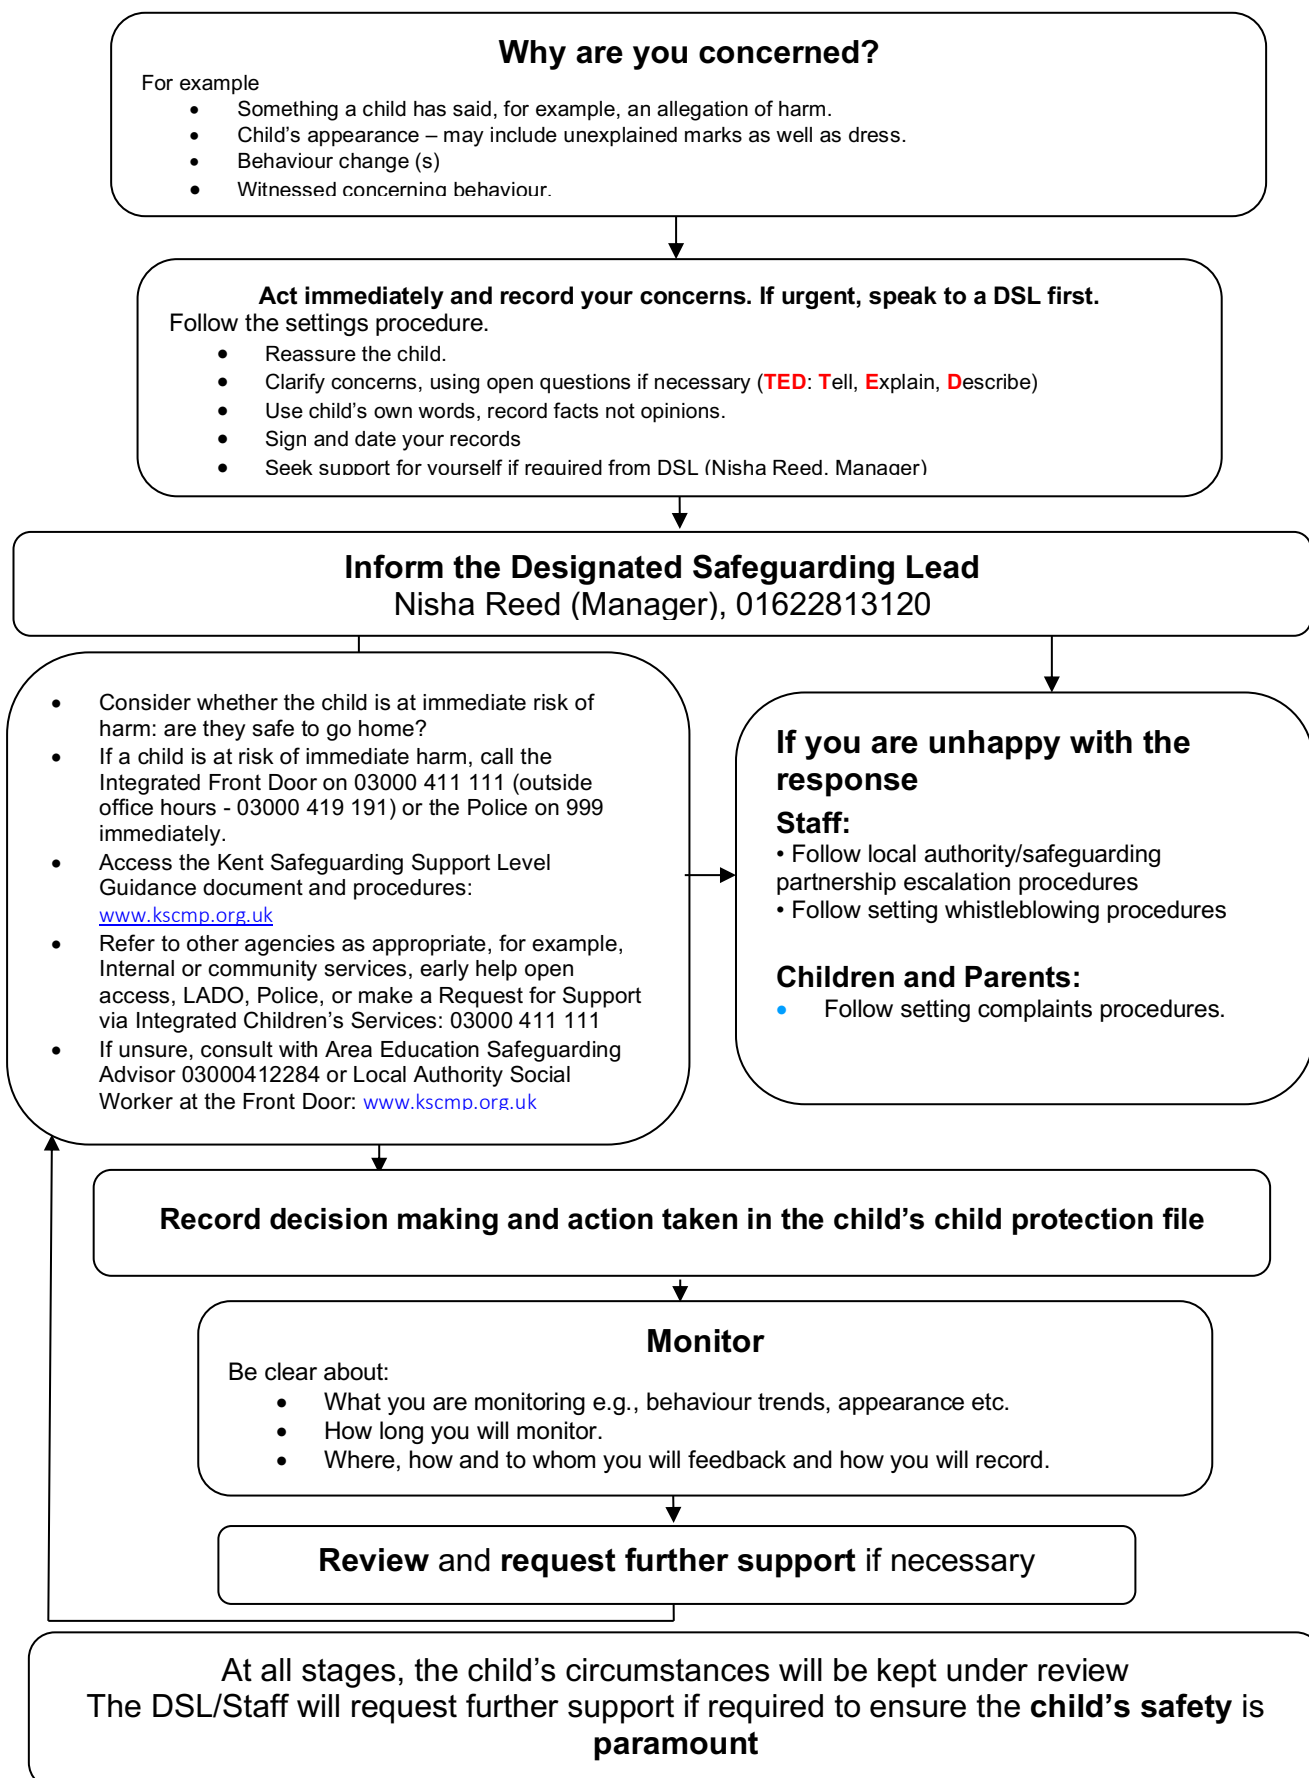 Why are you concerned?
For example
• Something a child has said, for example, an allegation of harm.
• Child's appearance – may include unexplained marks as well as dress.
• Behaviour change (s)
• Witnessed concerning behaviour.
Act immediately and record your concerns. If urgent, speak to a DSL first.
Follow the settings procedure.
• Reassure the child.
• Clarify concerns, using open questions if necessary (TED: Tell, Explain, Describe)
• Use child's own words, record facts not opinions.
• Sign and date your records
• Seek support for yourself if required from DSL (Nisha Reed, Manager)
Inform the Designated Safeguarding Lead
Nisha Reed (Manager), 01622813120
• Consider whether the child is at immediate risk of
harm: are they safe to go home?
• If a child is at risk of immediate harm, call the
Integrated Front Door on 03000 411 111 (outside
office hours - 03000 419 191) or the Police on 999
immediately.
• Access the Kent Safeguarding Support Level
Guidance document and procedures:
www.kscmp.org.uk
• Refer to other agencies as appropriate, for example,
Internal or community services, early help open
access, LADO, Police, or make a Request for Support
via Integrated Children's Services: 03000 411 111
• If unsure, consult with Area Education Safeguarding
Advisor 03000412284 or Local Authority Social
Worker at the Front Door: www.kscmp.org.uk
If you are unhappy with the
response
Staff:
• Follow local authority/safeguarding
partnership escalation procedures
• Follow setting whistleblowing procedures
Children and Parents:
• Follow setting complaints procedures.
Record decision making and action taken in the child's child protection file
Monitor
Be clear about:
• What you are monitoring e.g., behaviour trends, appearance etc.
• How long you will monitor.
• Where, how and to whom you will feedback and how you will record.
Review and request further support if necessary
At all stages, the child's circumstances will be kept under review
The DSL/Staff will request further support if required to ensure the child's safety is
paramount